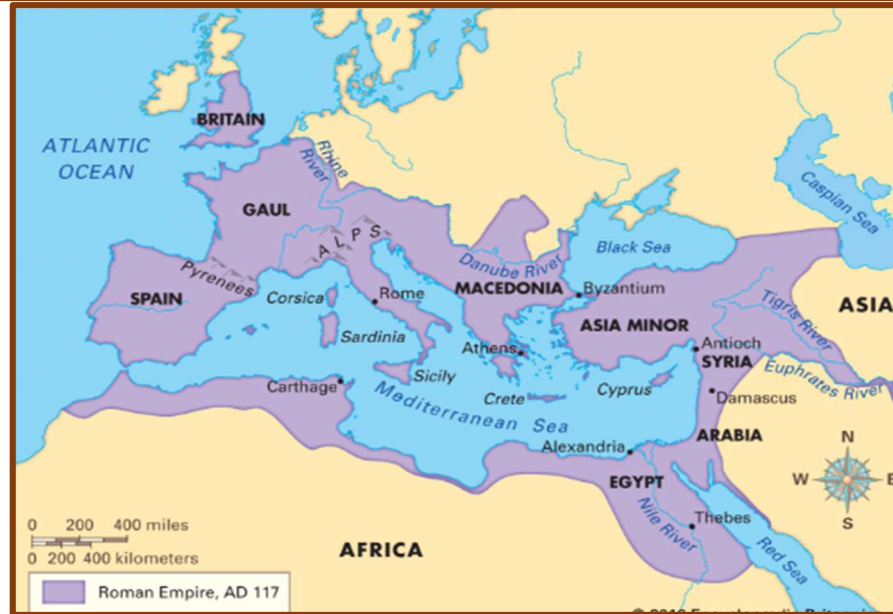 BRITAIN
ATLANTIC
OCEAN
Rhine
River
GAUL
ALPS
Caspian Sea
Black Sea
Danube River
Pyrenees
SPAIN
Corsica
Rome
MACEDONIA
Byzantium
ASIA
Tigris River
ASIA MINOR
Sardinia
Athens
Antioch
SYRIA
Euphrates River
Sicily
Carthage
Crete
Cyprus
Damascus
Mediterranean Sea
ARABIA
Alexandria
EGYPT
N
W
E
S
Nile River
Thebes
Red Sea
0 200 400 miles
0 200 400 kilometers
AFRICA
Roman Empire, AD 117